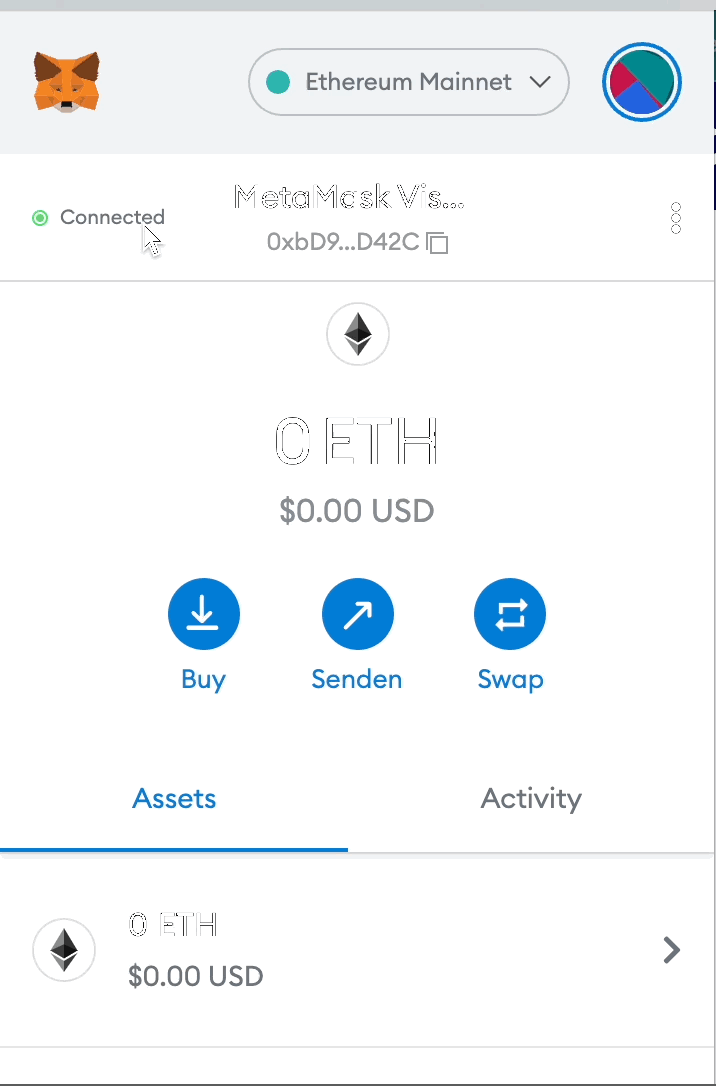 Ethereum Mainnet
Connected
MetaMask Vis...
0xbD9...D42C
0 ETH
$0.00 USD
Buy
Senden
Swap
Assets
Activity
0 ETH
$0.00 USD